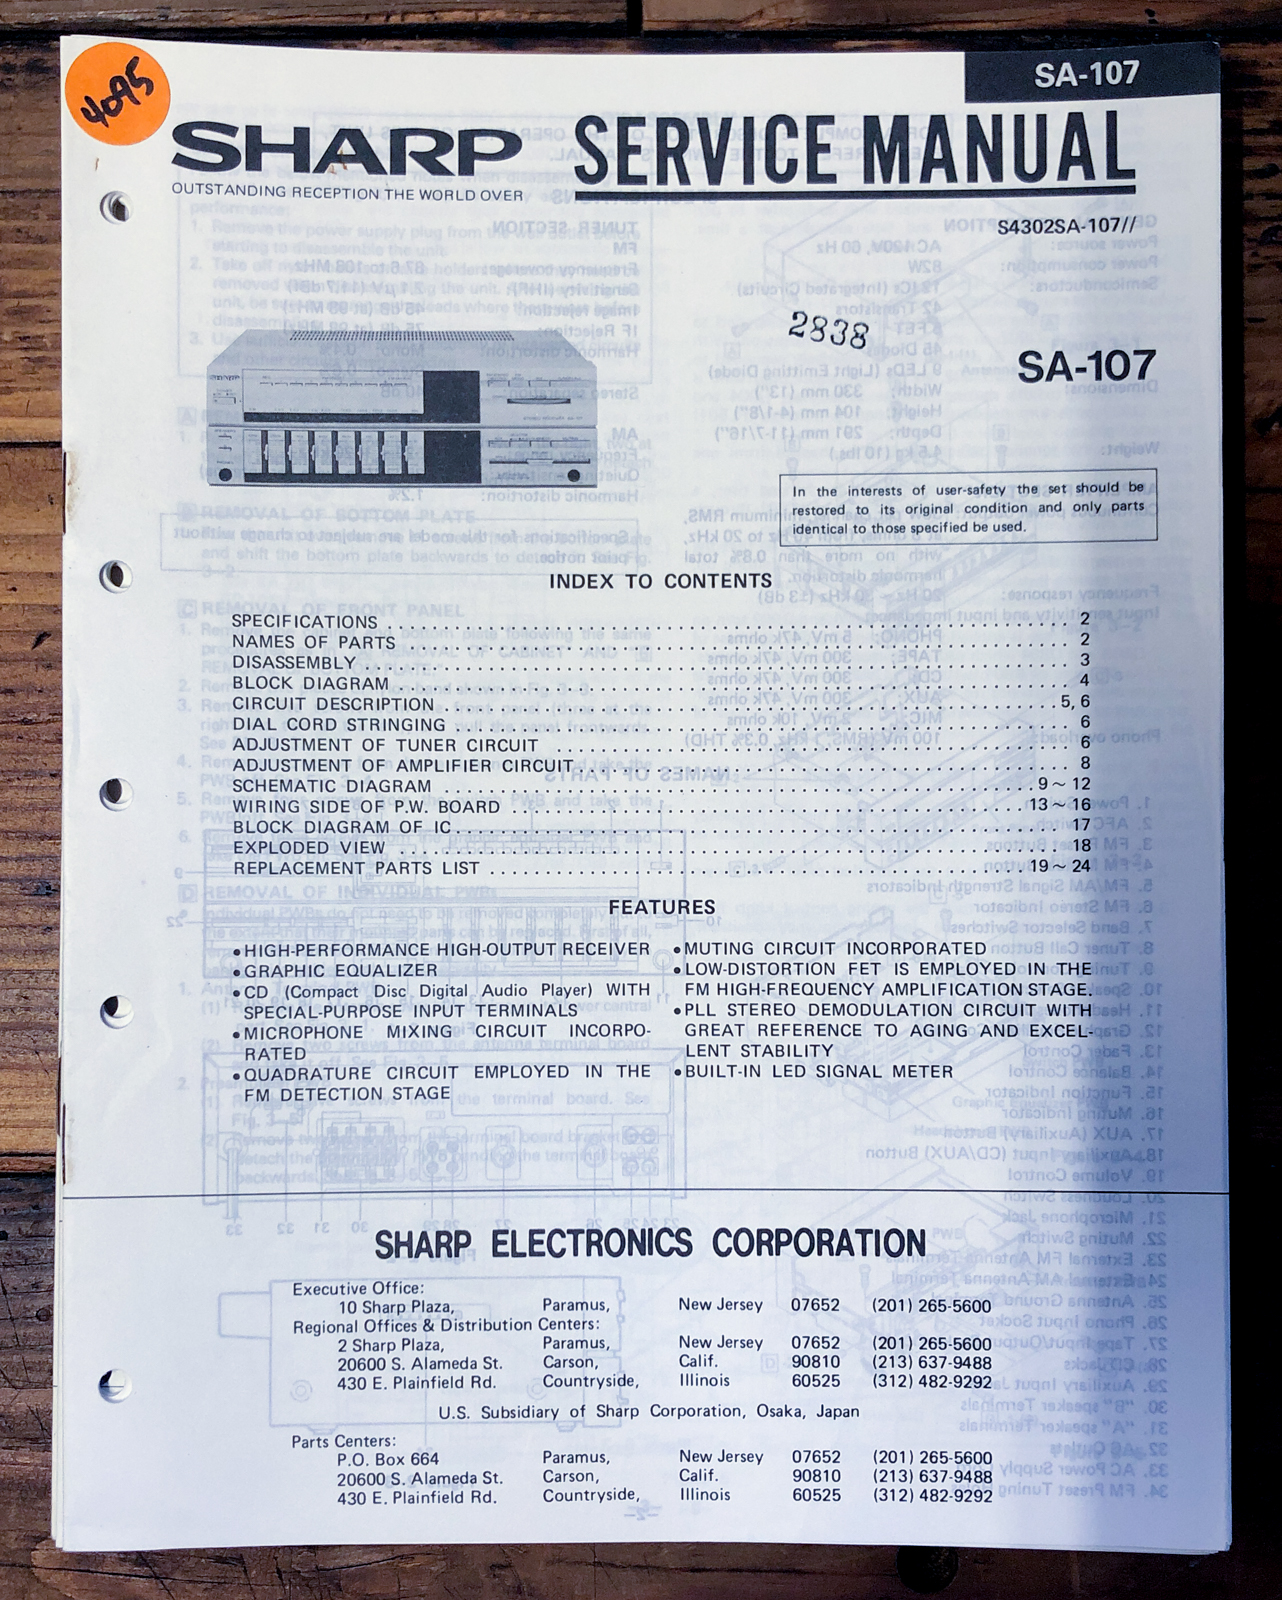 4095
SA-107
SHARP SERVICE MANUAL
OUTSTANDING RECEPTION THE WORLD OVER
S4302SA-107//
2838
SA-107
SHARP
In the interests of user-safety the set should be
restored to its original condition and only parts
identical to those specified be used.
INDEX TO CONTENTS
SPECIFICATIONS . . . . . . . . . . 2
NAMES OF PARTS . . . . . . . . . . 2
DISASSEMBLY . . . . . . . . . . 3
BLOCK DIAGRAM . . . . . . . . . . 4
CIRCUIT DESCRIPTION . . . . . . . . . . 5, 6
DIAL CORD STRINGING . . . . . . . . . . 6
ADJUSTMENT OF TUNER CIRCUIT . . . . . . . . . . 6
ADJUSTMENT OF AMPLIFIER CIRCUIT . . . . . . . . . . 8
SCHEMATIC DIAGRAM . . . . . . . . . . 9 ~ 12
WIRING SIDE OF P.W. BOARD . . . . . . . . . . 13 ~ 16
BLOCK DIAGRAM OF IC . . . . . . . . . . 17
EXPLODED VIEW . . . . . . . . . . 18
REPLACEMENT PARTS LIST . . . . . . . . . . 19 ~ 24
FEATURES
•HIGH-PERFORMANCE HIGH-OUTPUT RECEIVER
•GRAPHIC EQUALIZER
•CD (Compact Disc Digital Audio Player) WITH
SPECIAL-PURPOSE INPUT TERMINALS
•MICROPHONE MIXING CIRCUIT INCORPO-
RATED
•QUADRATURE CIRCUIT EMPLOYED IN THE
FM DETECTION STAGE
•MUTING CIRCUIT INCORPORATED
•LOW-DISTORTION FET IS EMPLOYED IN THE
FM HIGH-FREQUENCY AMPLIFICATION STAGE.
•PLL STEREO DEMODULATION CIRCUIT WITH
GREAT REFERENCE TO AGING AND EXCEL-
LENT STABILITY
•BUILT-IN LED SIGNAL METER
SHARP ELECTRONICS CORPORATION
Executive Office:
10 Sharp Plaza, Paramus, New Jersey 07652 (201) 265-5600
Regional Offices & Distribution Centers:
2 Sharp Plaza, Paramus, New Jersey 07652 (201) 265-5600
20600 S. Alameda St. Carson, Calif. 90810 (213) 637-9488
430 E. Plainfield Rd. Countryside, Illinois 60525 (312) 482-9292
U.S. Subsidiary of Sharp Corporation, Osaka, Japan
Parts Centers:
P.O. Box 664 Paramus, New Jersey 07652 (201) 265-5600
20600 S. Alameda St. Carson, Calif. 90810 (213) 637-9488
430 E. Plainfield Rd. Countryside, Illinois 60525 (312) 482-9292